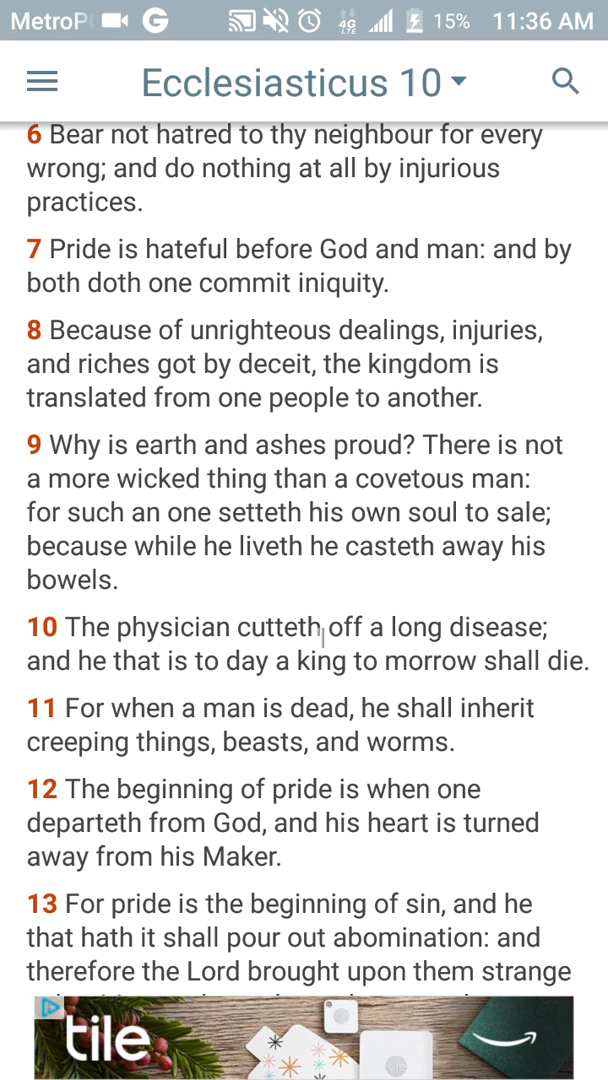 MetroP
G
4G
LTE
15%
11:36 AM
Ecclesiasticus 10
6 Bear not hatred to thy neighbour for every
wrong; and do nothing at all by injurious
practices.
7 Pride is hateful before God and man: and by
both doth one commit iniquity.
8 Because of unrighteous dealings, injuries,
and riches got by deceit, the kingdom is
translated from one people to another.
9 Why is earth and ashes proud? There is not
a more wicked thing than a covetous man:
for such an one setteth his own soul to sale;
because while he liveth he casteth away his
bowels.
10 The physician cutteth off a long disease;
and he that is to day a king to morrow shall die.
11 For when a man is dead, he shall inherit
creeping things, beasts, and worms.
12 The beginning of pride is when one
departeth from God, and his heart is turned
away from his Maker.
13 For pride is the beginning of sin, and he
that hath it shall pour out abomination: and
therefore the Lord brought upon them strange
tile